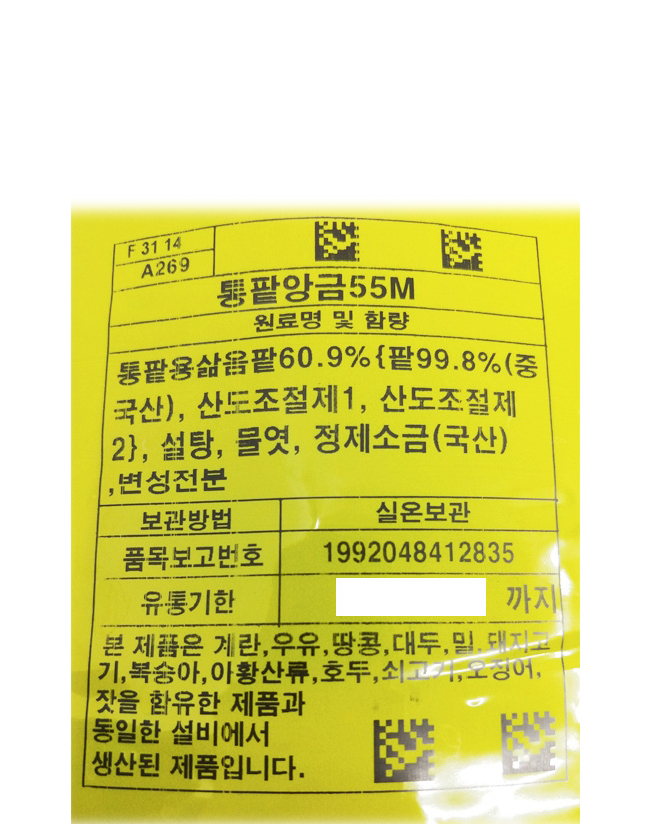 F 31 14
A269
통팥앙금55M
원료명 및 함량
통팥용삶음팥60.9%{팥99.8%(중
국산), 산도조절제1, 산도조절제
2}, 설탕, 물엿, 정제소금(국산)
,변성전분
보관방법 실온보관
품목보고번호 1992048412835
유통기한 까지
본 제품은 계란,우유,땅콩,대두,밀,돼지고
기,복숭아,아황산류,호두,쇠고기,오징어,
잣을 함유한 제품과
동일한 설비에서
생산된 제품입니다.